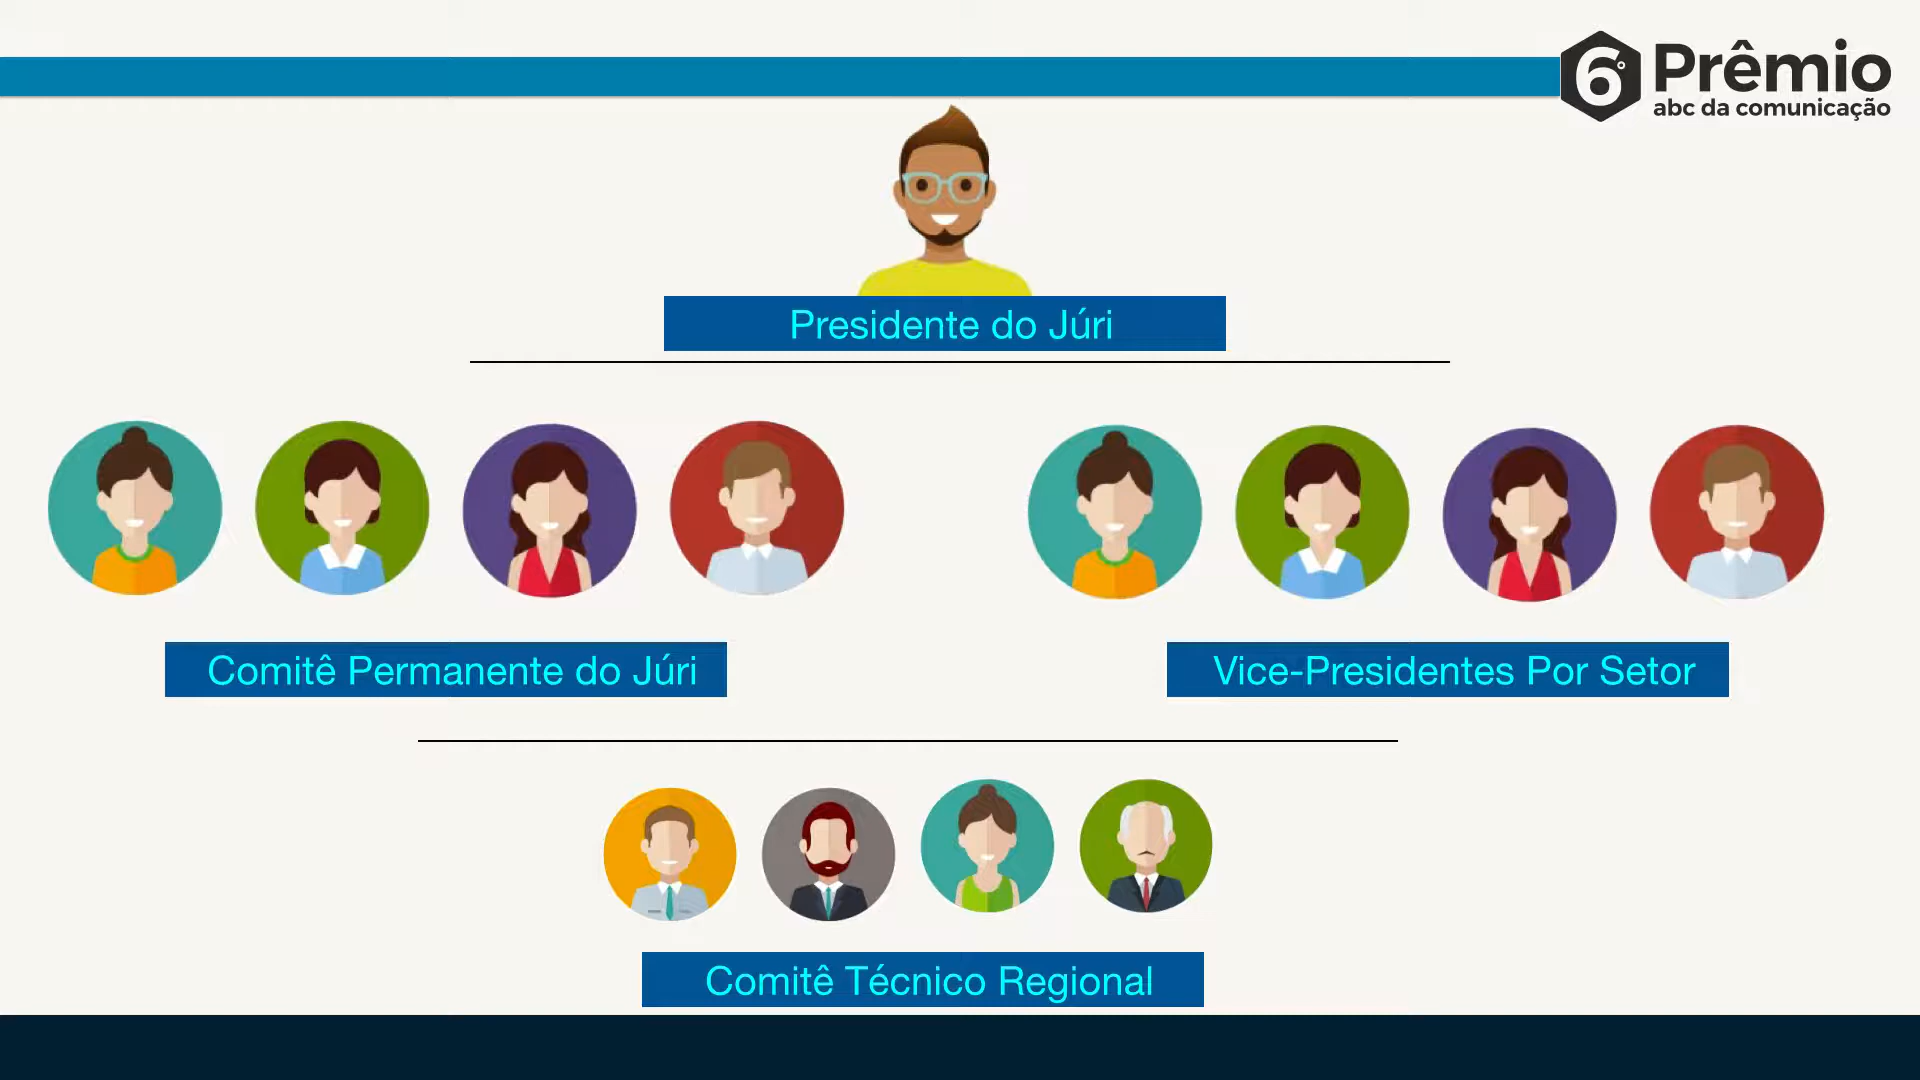 6º Prêmio
abc da comunicação
Presidente do Júri
Comitê Permanente do Júri
Vice-Presidentes Por Setor
Comitê Técnico Regional